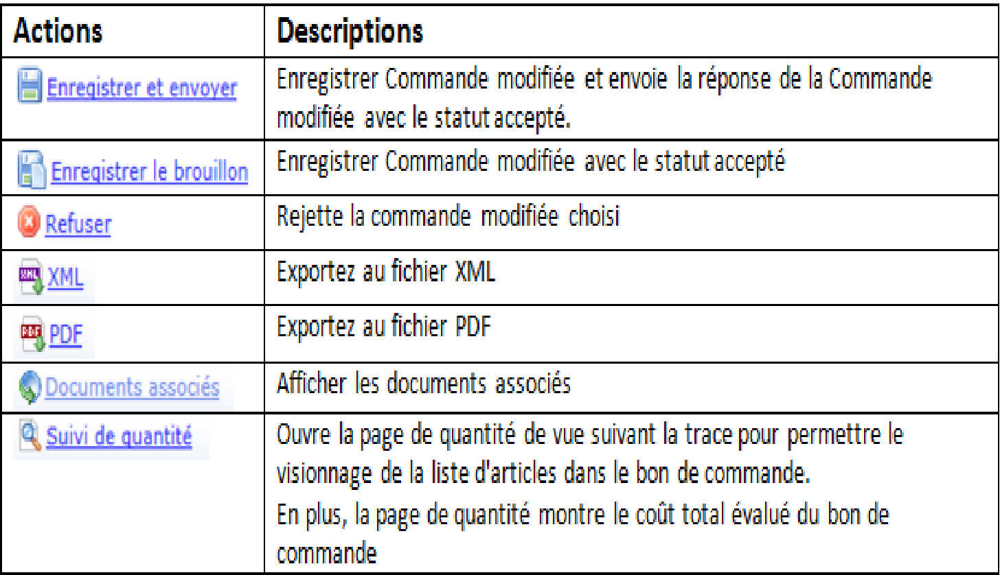 Actions Descriptions
Enregistrer et envoyer Enregistrer Commande modifiée et envoie la réponse de la Commande
modifiée avec le statut accepté.
Enregistrer le brouillon Enregistrer Commande modifiée avec le statut accepté
Refuser Rejette la commande modifiée choisi
XML XML Exportez au fichier XML
PDF PDF Exportez au fichier PDF
Documents associés Afficher les documents associés
Suivi de quantité Ouvre la page de quantité de vue suivant la trace pour permettre le
visionnage de la liste d'articles dans le bon de commande.
En plus, la page de quantité montre le coût total évalué du bon de
commande